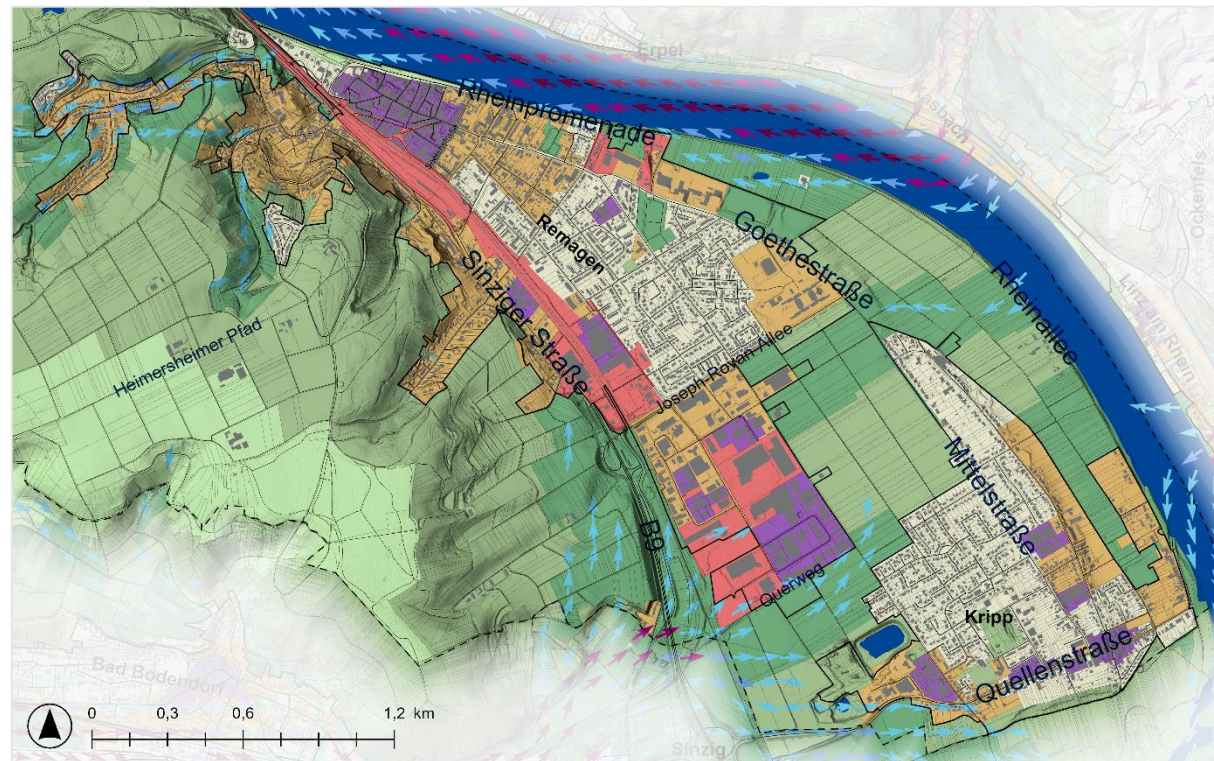 Erpel
Kasbach
Ockenfels
Rheinpromenade
Remagen
Goethestraße
Rheinallee
Linz am Rhein
Sinziger Straße
Heimersheimer Pfad
Joseph-Rovan-Allee
Mittelstraße
B9
Querweg
Kripp
Quellenstraße
Bad Bodendorf
Sinzig
0 0,3 0,6 1,2 km